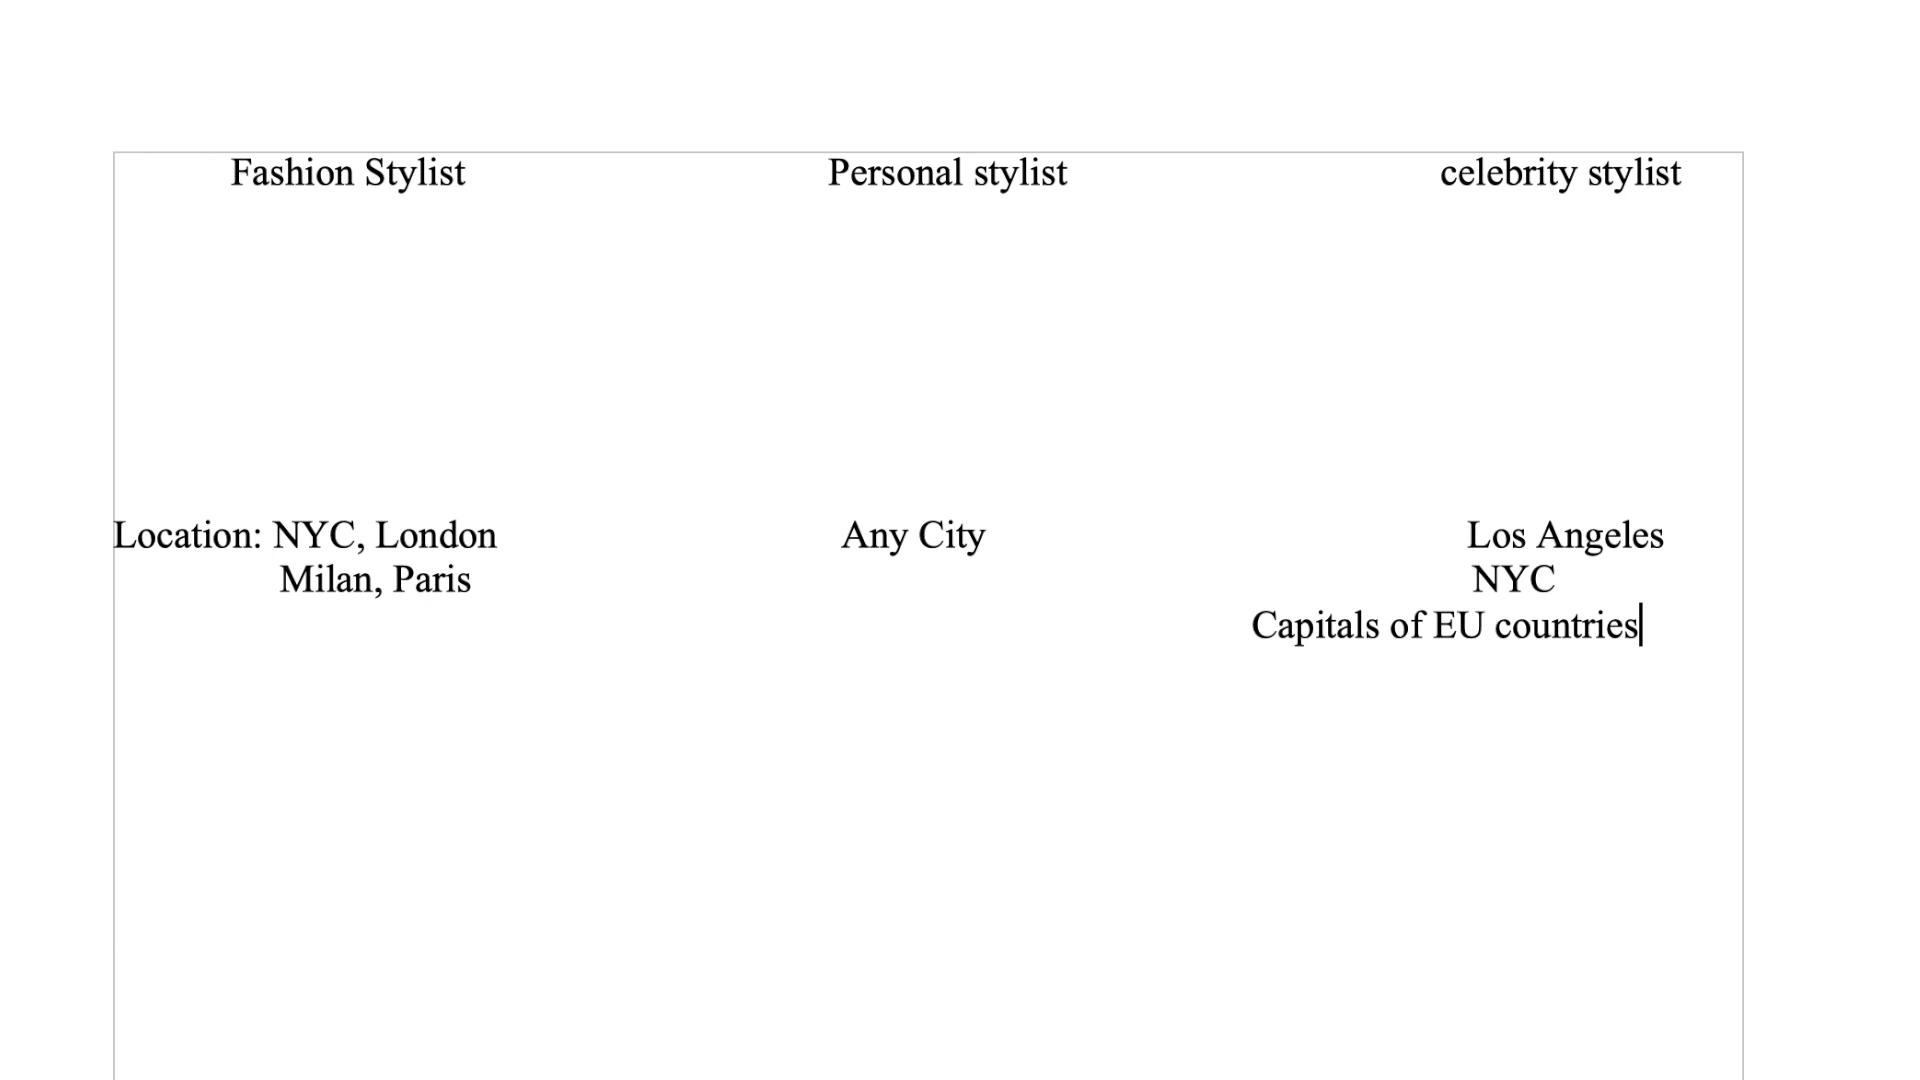 Fashion Stylist Personal stylist celebrity stylist
Location: NYC, London Any City Los Angeles
Milan, Paris NYC
Capitals of EU countries